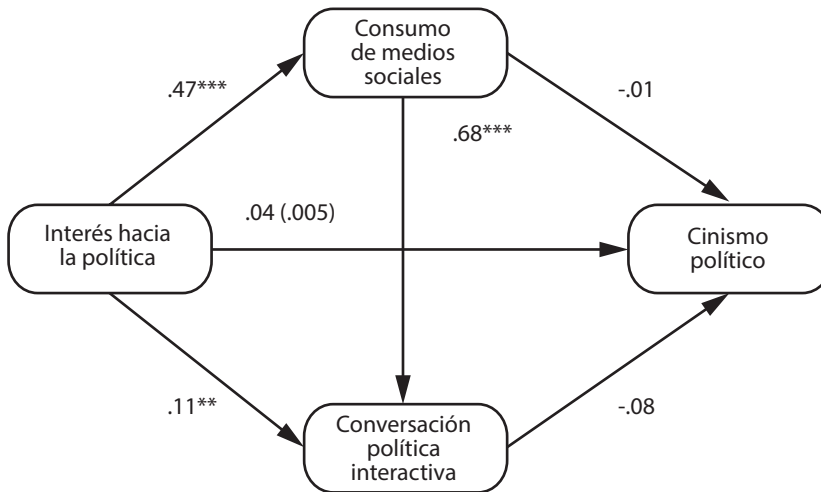 Consumo
de medios
sociales
.47***
-.01
.68***
.04 (.005)
Interés hacia
la política
Cinismo
político
.11**
-.08
Conversación
política
interactiva